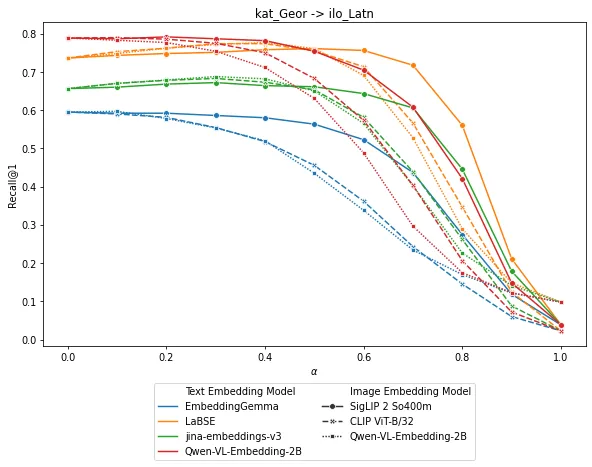 kat_Geor -> ilo_Latn
Recall@1
0.8
0.7
0.6
0.5
0.4
0.3
0.2
0.1
0.0
0.0 0.2 0.4 0.6 0.8 1.0
α
Text Embedding Model
EmbeddingGemma
LaBSE
jina-embeddings-v3
Qwen-VL-Embedding-2B
Image Embedding Model
SigLIP 2 So400m
CLIP ViT-B/32
Qwen-VL-Embedding-2B